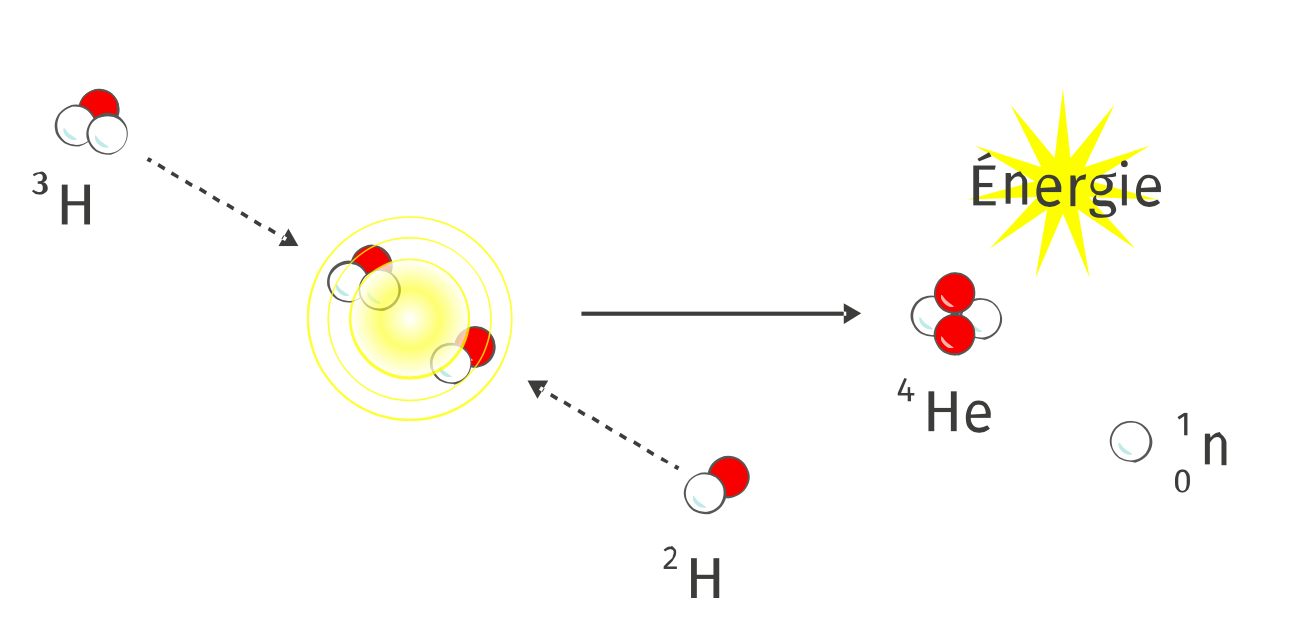 ³H
Énergie
⁴He
¹₀n
²H